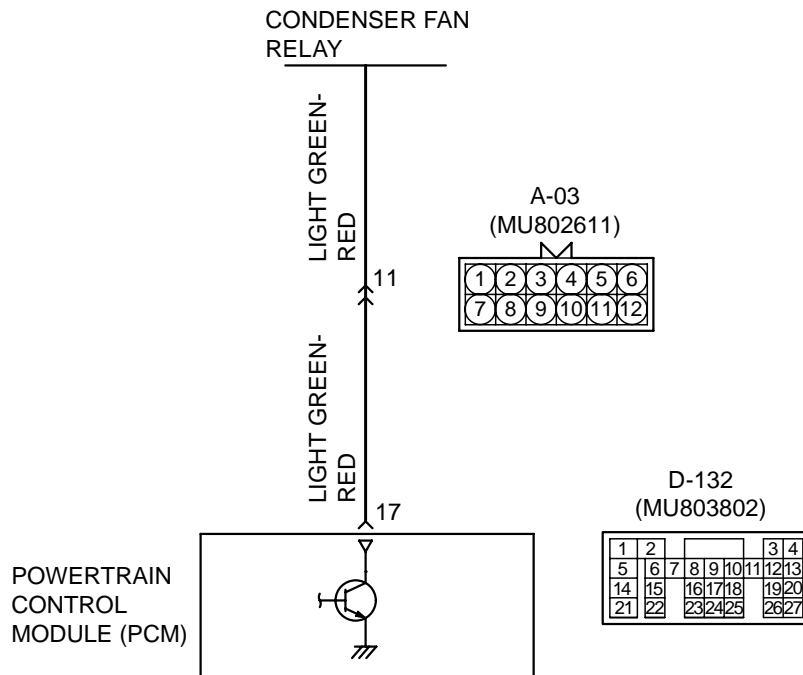 CONDENSER FAN
RELAY
LIGHT GREEN-
RED
11
A-03
(MU802611)
1 2 3 4 5 6
7 8 9 10 11 12
LIGHT GREEN-
RED
17
D-132
(MU803802)
1 2 3 4
5 6 7 8 9 10 11 12 13
14 15 16 17 18 19 20
21 22 23 24 25 26 27
POWERTRAIN
CONTROL
MODULE (PCM)